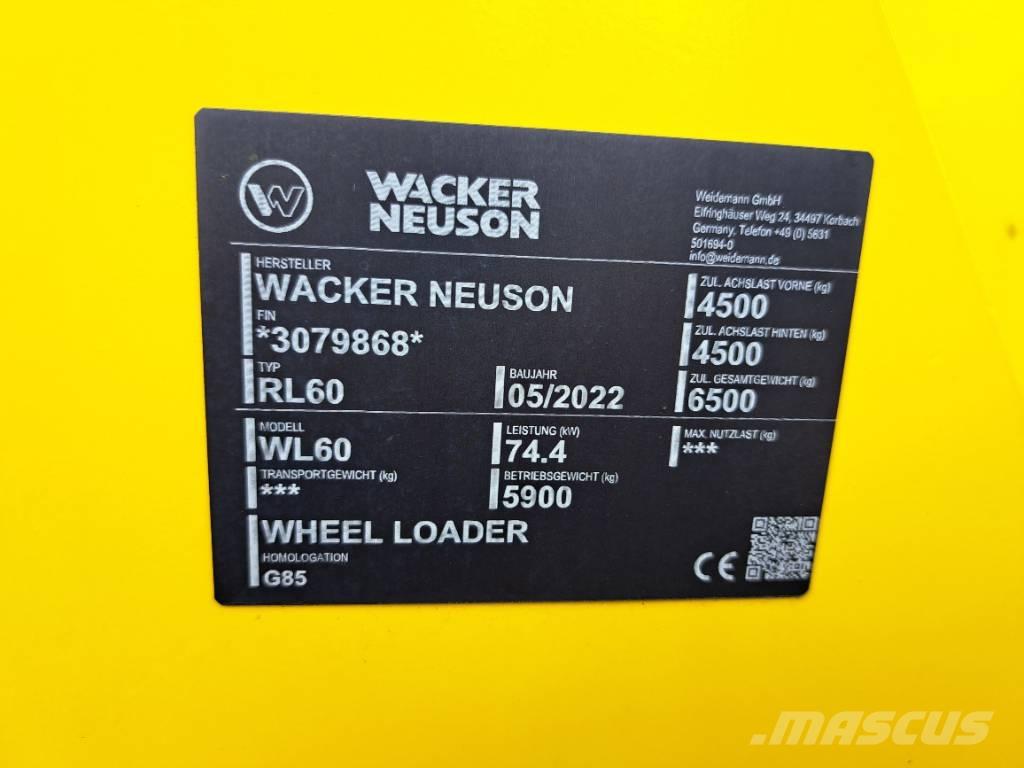 W
WACKER
NEUSON
Weidemann GmbH
Elfringhäuser Weg 24, 34497 Korbach
Germany, Telefon +49 (0) 5631
501694-0
info@weidemann.de
HERSTELLER
WACKER NEUSON
FIN
*3079868*
TYP
RL60
BAUJAHR
05/2022
ZUL. ACHSLAST VORNE (kg)
4500
ZUL. ACHSLAST HINTEN (kg)
4500
ZUL. GESAMTGEWICHT (kg)
6500
MODELL
WL60
LEISTUNG (kW)
74.4
MAX. NUTZLAST (kg)
***
TRANSPORTGEWICHT (kg)
***
BETRIEBSGEWICHT (kg)
5900
WHEEL LOADER
HOMOLOGATION
G85
CE
MASCUS